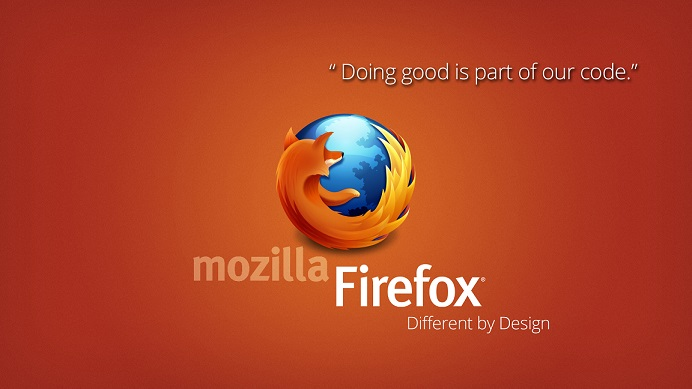 “ Doing good is part of our code.”
mozilla
Firefox®
Different by Design